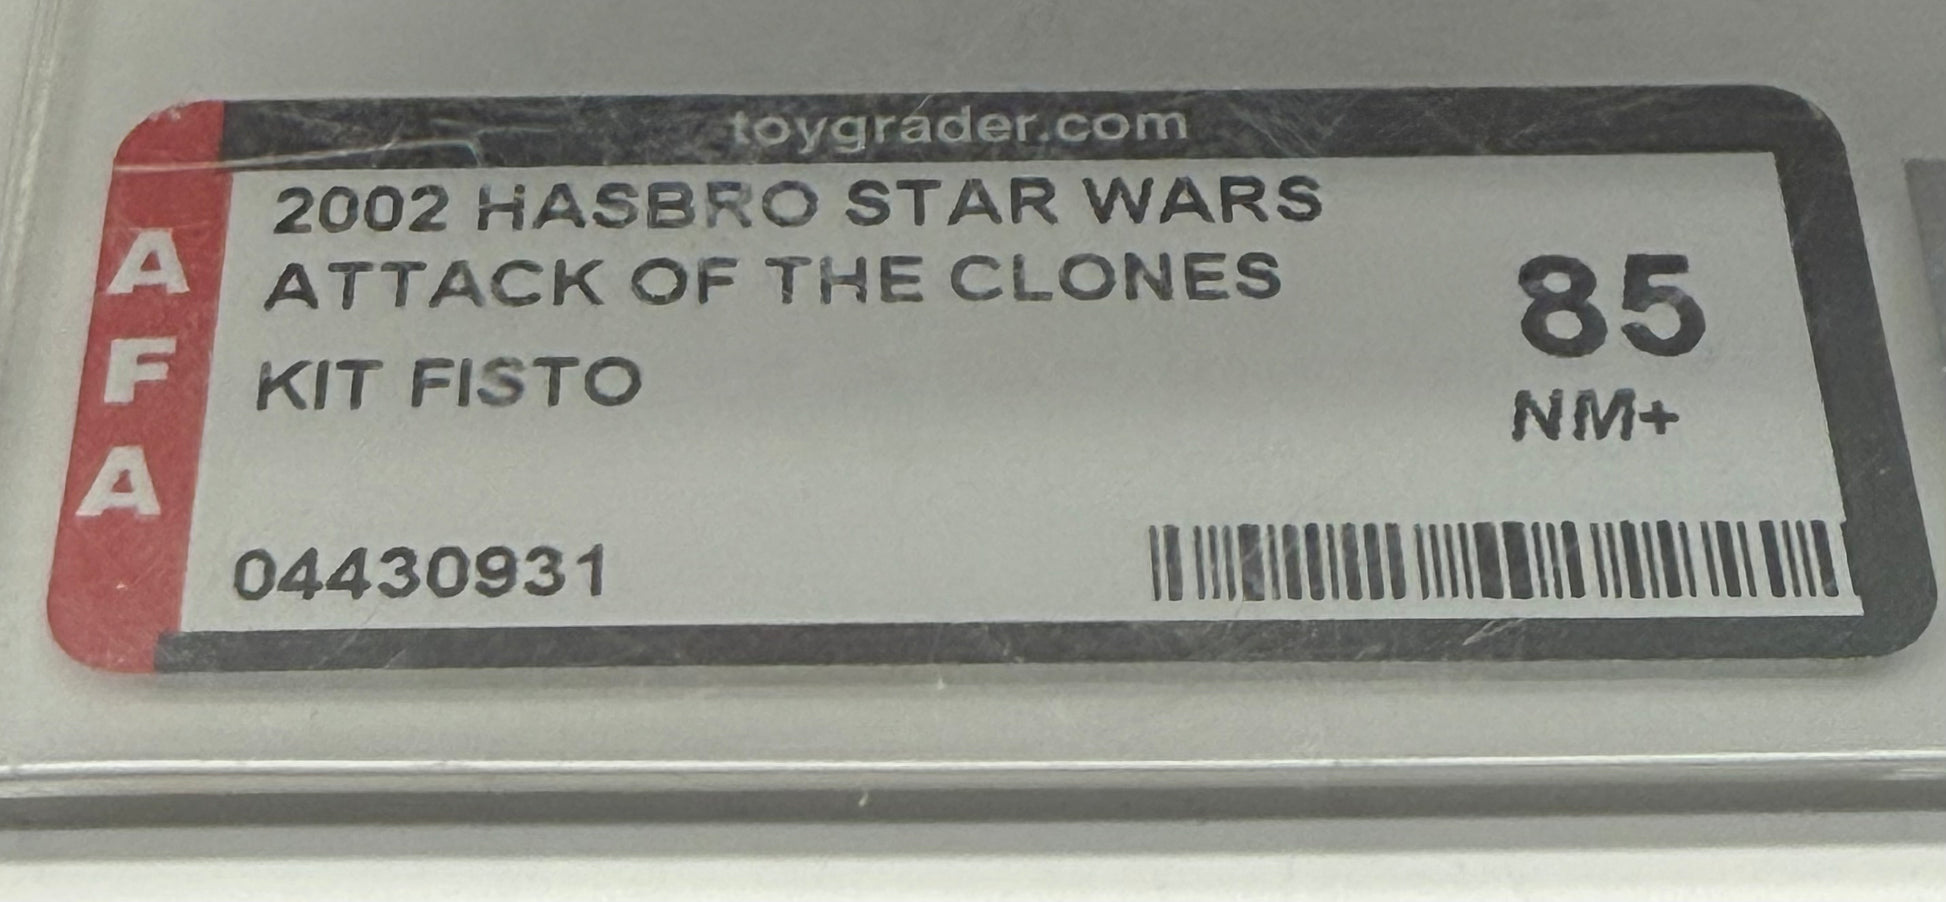 toygrader.com
AFA
2002 HASBRO STAR WARS
ATTACK OF THE CLONES
KIT FISTO
85
NM+
04430931